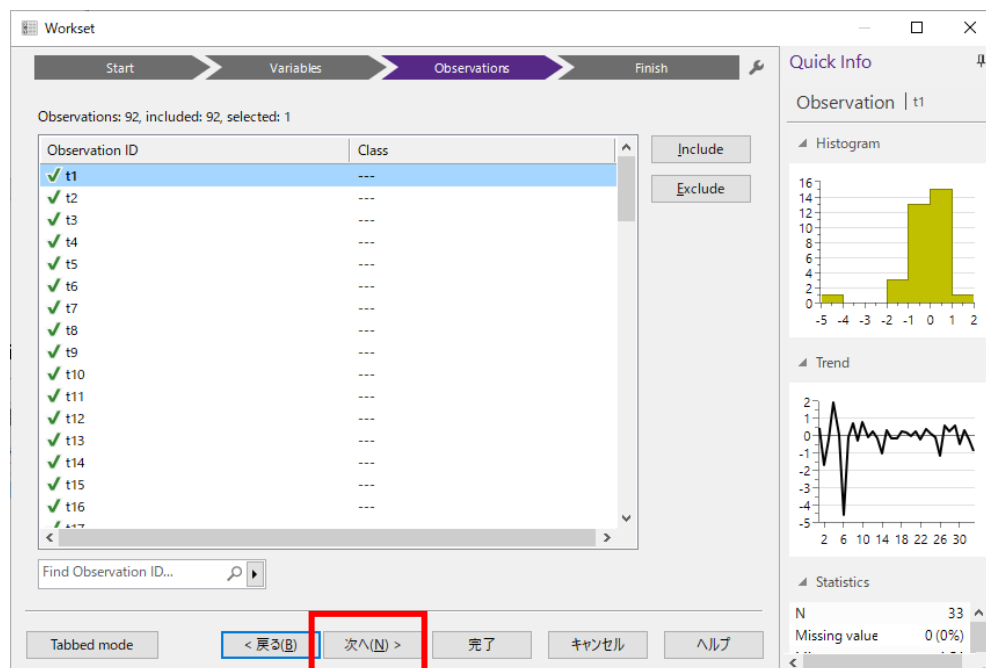 Workset
Start Variables Observations Finish
Observations: 92, included: 92, selected: 1
Observation ID Class
t1 ---
t2 ---
t3 ---
t4 ---
t5 ---
t6 ---
t7 ---
t8 ---
t9 ---
t10 ---
t11 ---
t12 ---
t13 ---
t14 ---
t15 ---
t16 ---
t17
Include
Exclude
Find Observation ID...
Tabbed mode
< 戻る(B)
次へ(N) >
完了
キャンセル
ヘルプ
Quick Info
Observation | t1
Histogram
16
14
12
10
8
6
4
2
0
-5 -4 -3 -2 -1 0 1 2
Trend
2
1
0
-1
-2
-3
-4
-5
2 6 10 14 18 22 26 30
Statistics
N 33
Missing value 0 (0%)